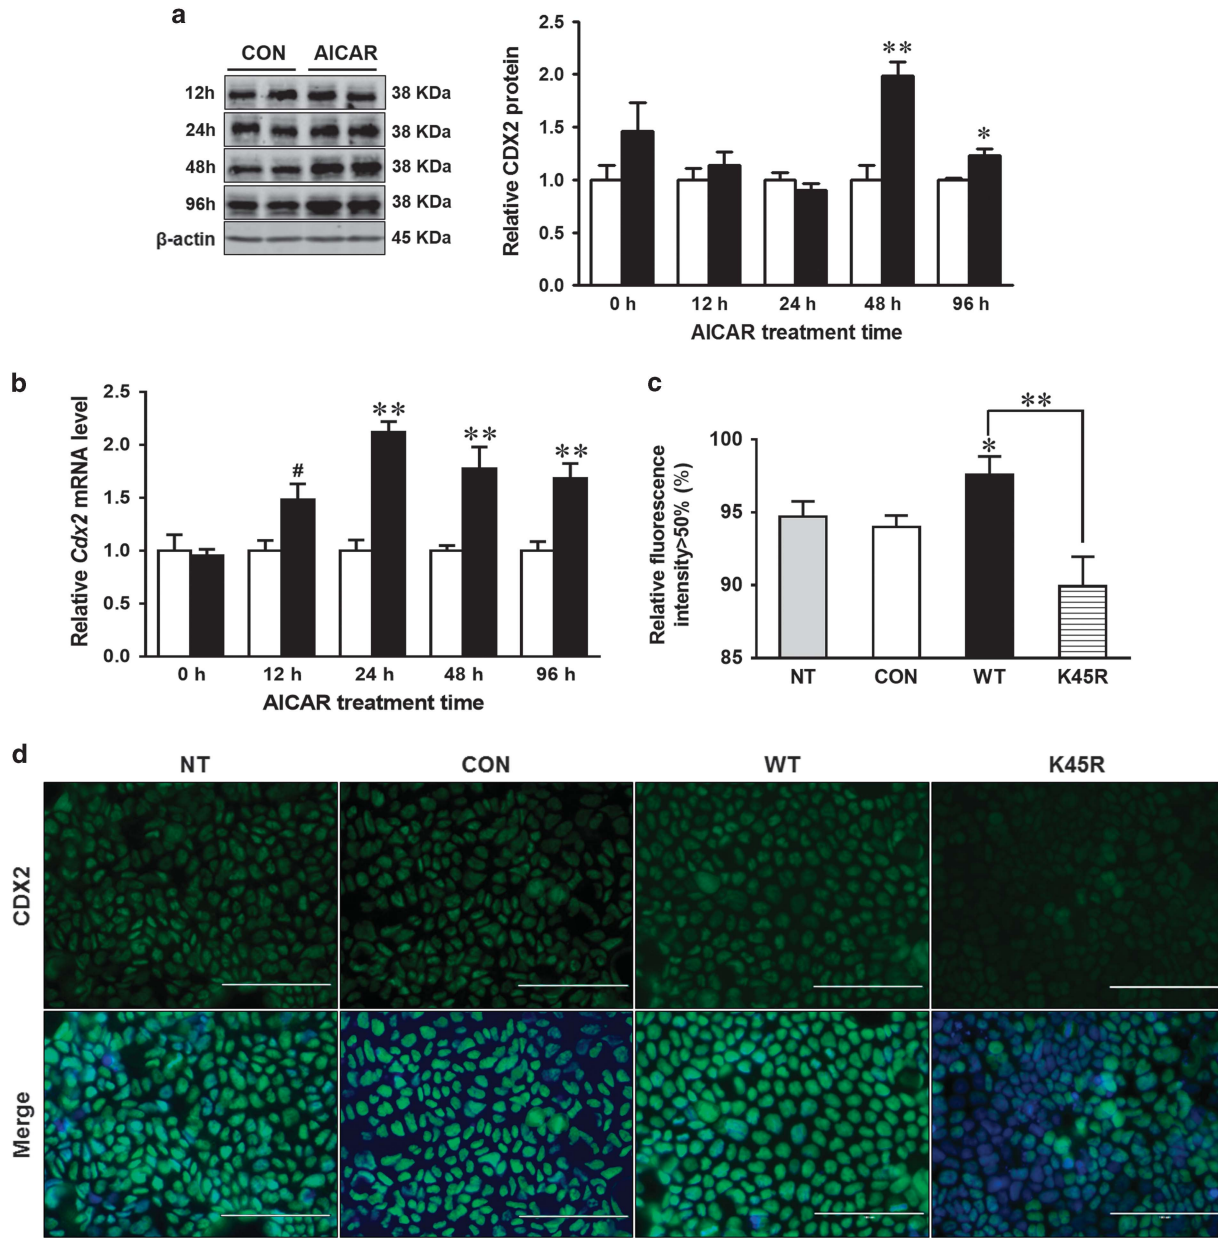 a
CON AICAR
12h 38 KDa
24h 38 KDa
48h 38 KDa
96h 38 KDa
β-actin 45 KDa
Relative CDX2 protein
2.5
2.0
1.5
1.0
0.5
0.0
**
*
0 h 12 h 24 h 48 h 96 h
AICAR treatment time
b
Relative Cdx2 mRNA level
2.5
2.0
1.5
1.0
0.5
0.0
#
**
**
**
0 h 12 h 24 h 48 h 96 h
AICAR treatment time
c
Relative fluorescence
intensity>50% (%)
100
95
90
85
*
**
NT CON WT K45R
d
NT CON WT K45R
CDX2
Merge